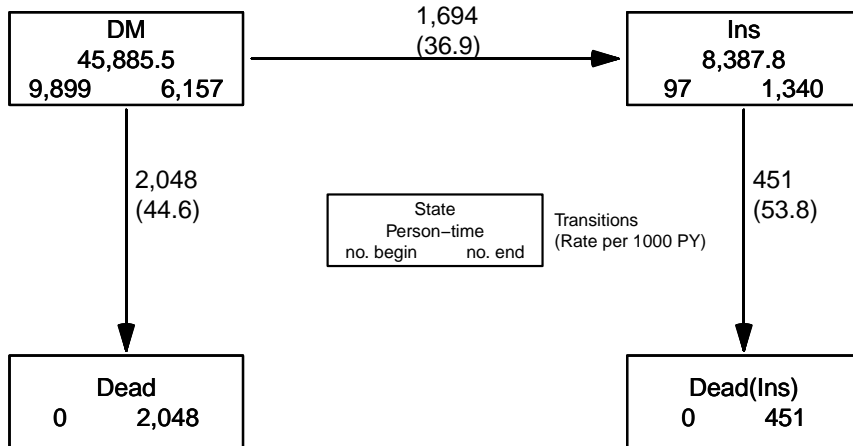 DM
45,885.5
9,899 6,157
1,694
(36.9)
Ins
8,387.8
97 1,340
2,048
(44.6)
State
Person−time
no. begin no. end
Transitions
(Rate per 1000 PY)
451
(53.8)
Dead
0 2,048
Dead(Ins)
0 451